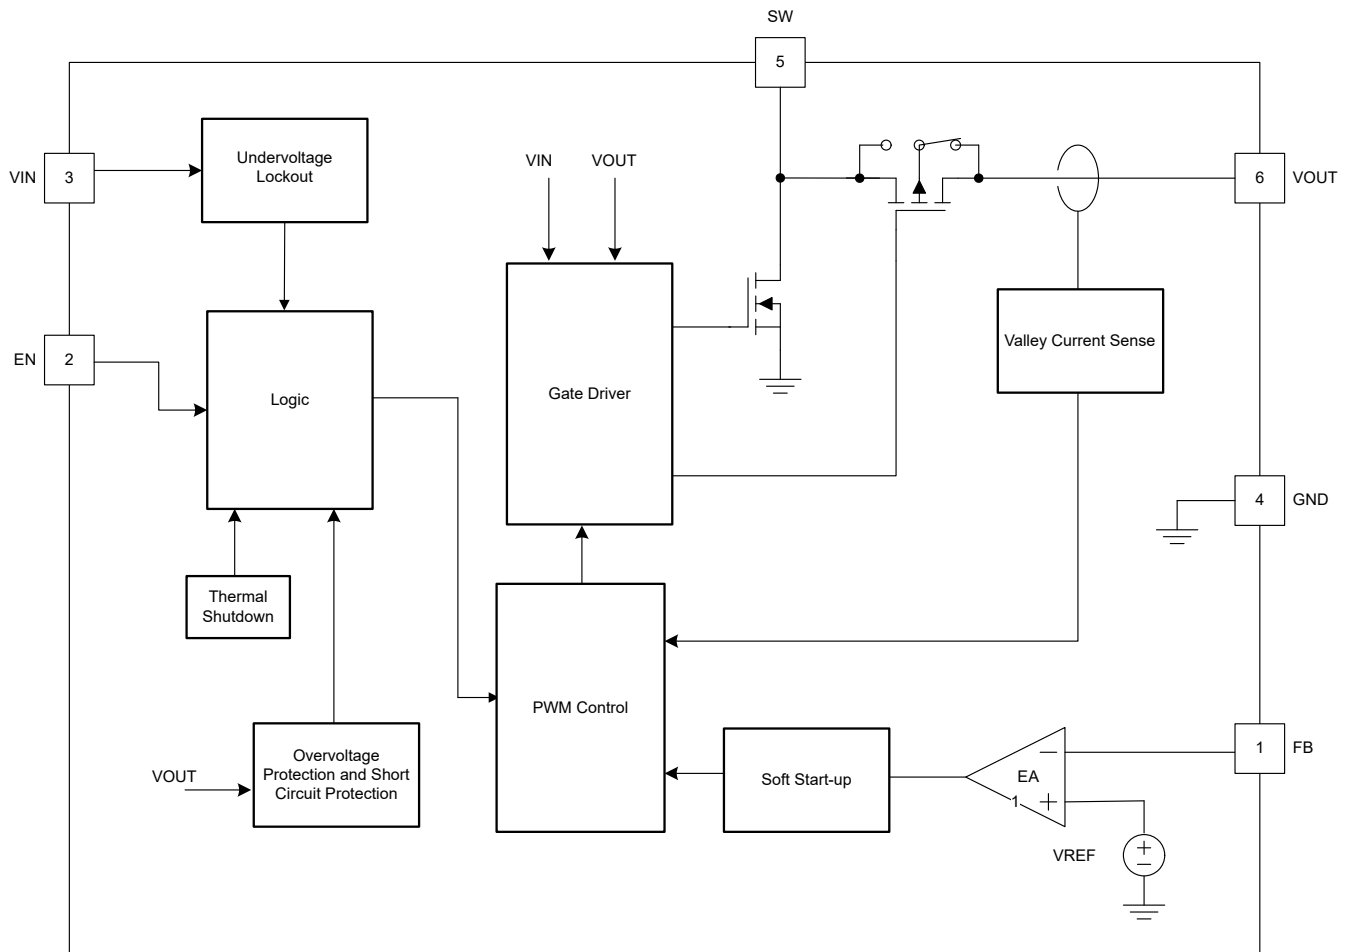 SW
5
Undervoltage
Lockout
VIN
3
VIN
VOUT
6
VOUT
EN
2
Valley Current Sense
Logic
Gate Driver
4
GND
Thermal
Shutdown
PWM Control
Overvoltage
Protection and Short
Circuit Protection
VOUT
Soft Start-up
EA
−
1
+
1
FB
VREF
+
−